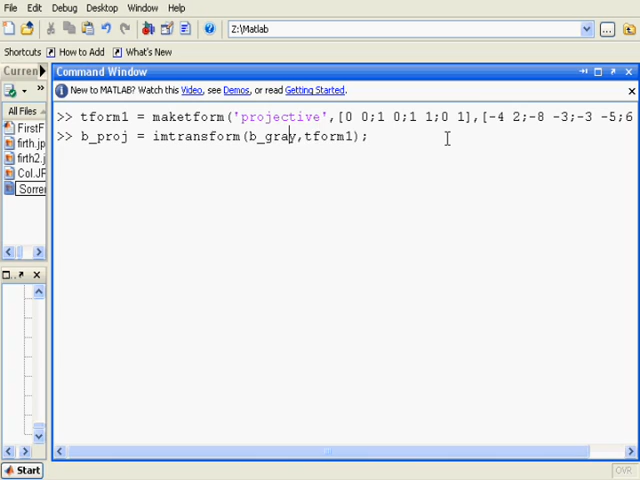 File Edit Debug Desktop Window Help
Z:\Matlab
Shortcuts How to Add What's New
Curren
Command Window
New to MATLAB? Watch this Video, see Demos, or read Getting Started.
All Files
FirstF
firth.jp
firth2.j
Col.JP
Sorrer
>> tform1 = maketform('projective',[0 0;1 0;1 1;0 1],[-4 2;-8 -3;-3 -5;6
>> b_proj = imtransform(b_gray,tform1);
Start
OVR